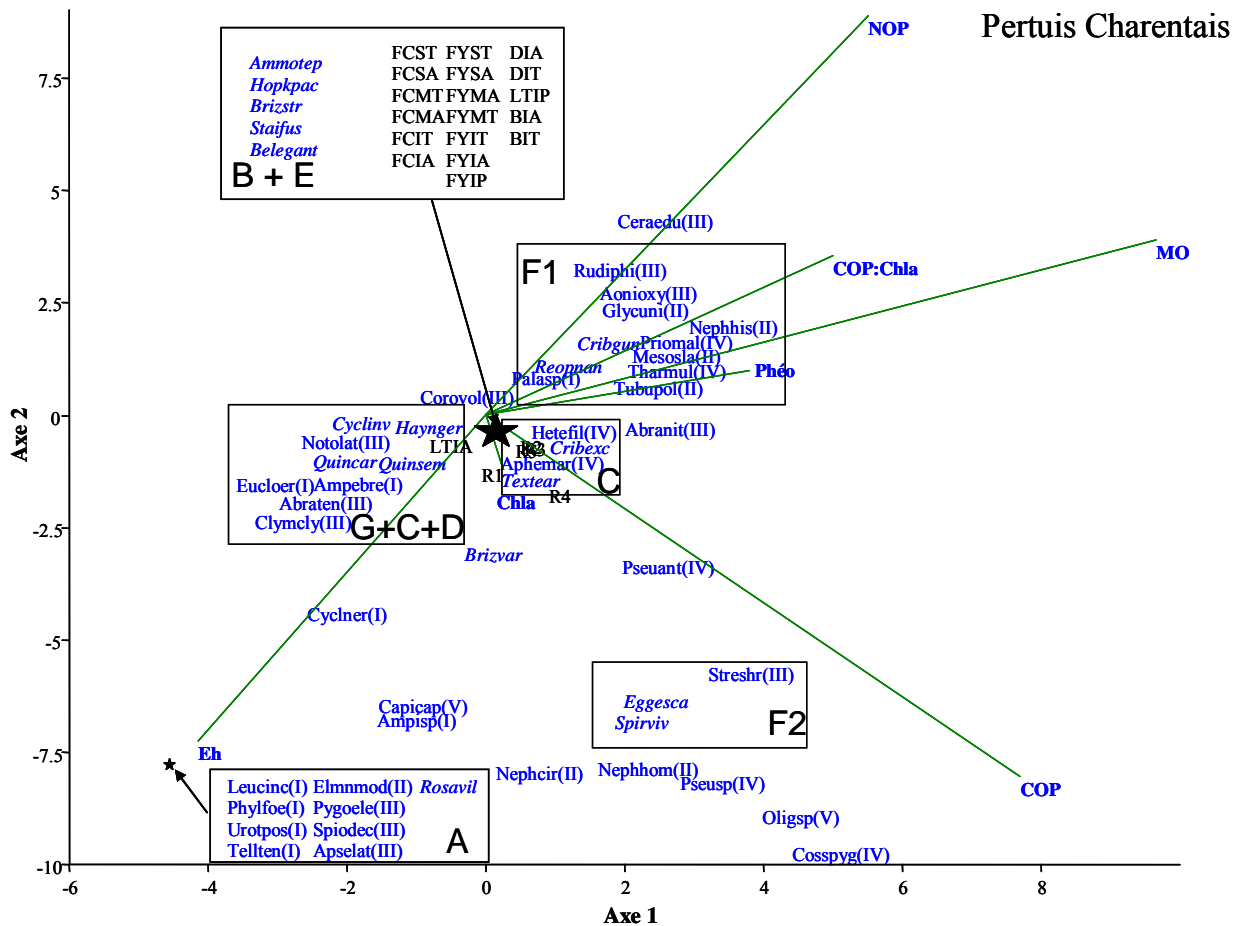 Pertuis Charentais
NOP
7.5
Ammotep
Hopkpac
Brizstr
Staifus
Belegant
B + E
FCST FYST DIA
FCSA FYSA DIT
FCMT FYMA LTIP
FCMA FYMT BIA
FCIT FYIT BIT
FCIA FYIA
FYIP
5
Ceraedu(III)
MO
F1
Rudiphi(III)
COP:Chla
2.5
Aonioxy(III)
Glycuni(II)
Nephhis(II)
Cribgun Priomal(IV)
Mesosla(II)
Reopnan
Tharmul(IV)
Phéo
Palasp(I)
Tubupol(II)
Corovol(III)
0
Axe 2
Cyclinv Haynger
Notolat(III)
LTIA
Quincar Quinsem
Eucloer(I) Ampebre(I)
Abraten(III)
Clymcly(III)
G+C+D
Hetefil(IV)
Abranit(III)
Cribexc
Aphemar(IV)
R1
Textear
C
R4
Chla
-2.5
Brizvar
Pseuant(IV)
Cyclner(I)
-5
Streshr(III)
Eggesca
Spirviv
F2
Capicap(V)
Ampisp(I)
Eh
-7.5
Nephcir(II)
Nephhom(II)
Pseusp(IV)
COP
Leucinc(I) Elmnmod(II) Rosavil
Phylfoe(I) Pygoele(III)
Urotpos(I) Spiodec(III)
Tellten(I) Apselat(III)
A
Oligsp(V)
Cosspyg(IV)
-10
-6 -4 -2 0 2 4 6 8
Axe 1